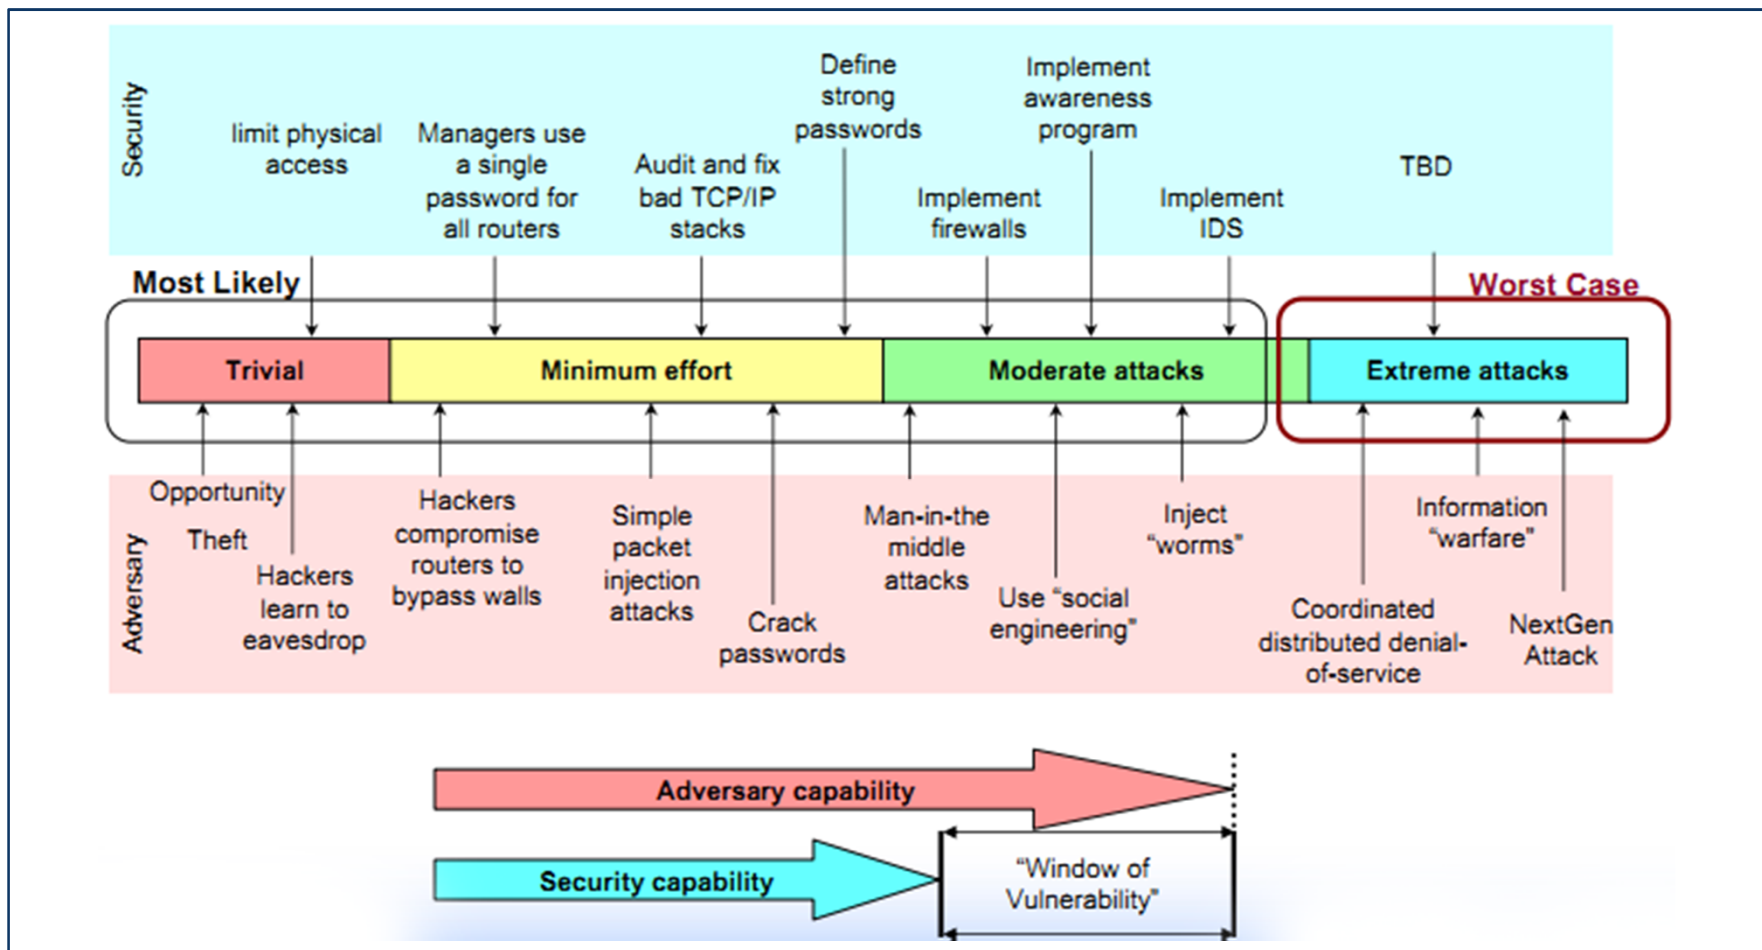 Security
limit physical
access
Managers use
a single
password for
all routers
Audit and fix
bad TCP/IP
stacks
Define
strong
passwords
Implement
firewalls
Implement
awareness
program
Implement
IDS
TBD
Most Likely
Worst Case
Trivial
Minimum effort
Moderate attacks
Extreme attacks
Adversary
Opportunity
Theft
Hackers
learn to
eavesdrop
Hackers
compromise
routers to
bypass walls
Simple
packet
injection
attacks
Crack
passwords
Man-in-the
middle
attacks
Use “social
engineering”
Inject
“worms”
Coordinated
distributed denial-
of-service
Information
“warfare”
NextGen
Attack
Adversary capability
Security capability
“Window of
Vulnerability”